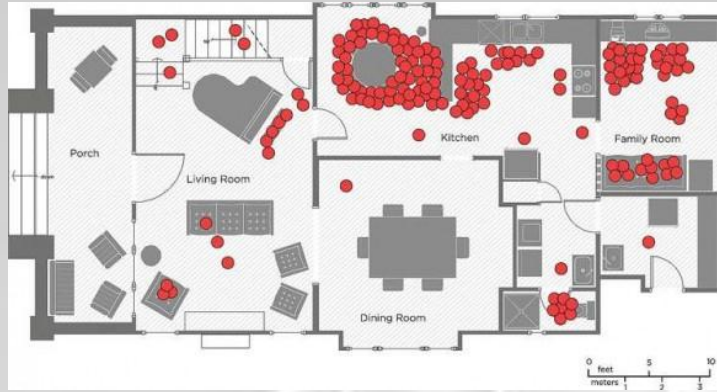 Porch
Living Room
Kitchen
Family Room
Dining Room
0 feet 5 10
meters 1 2 3